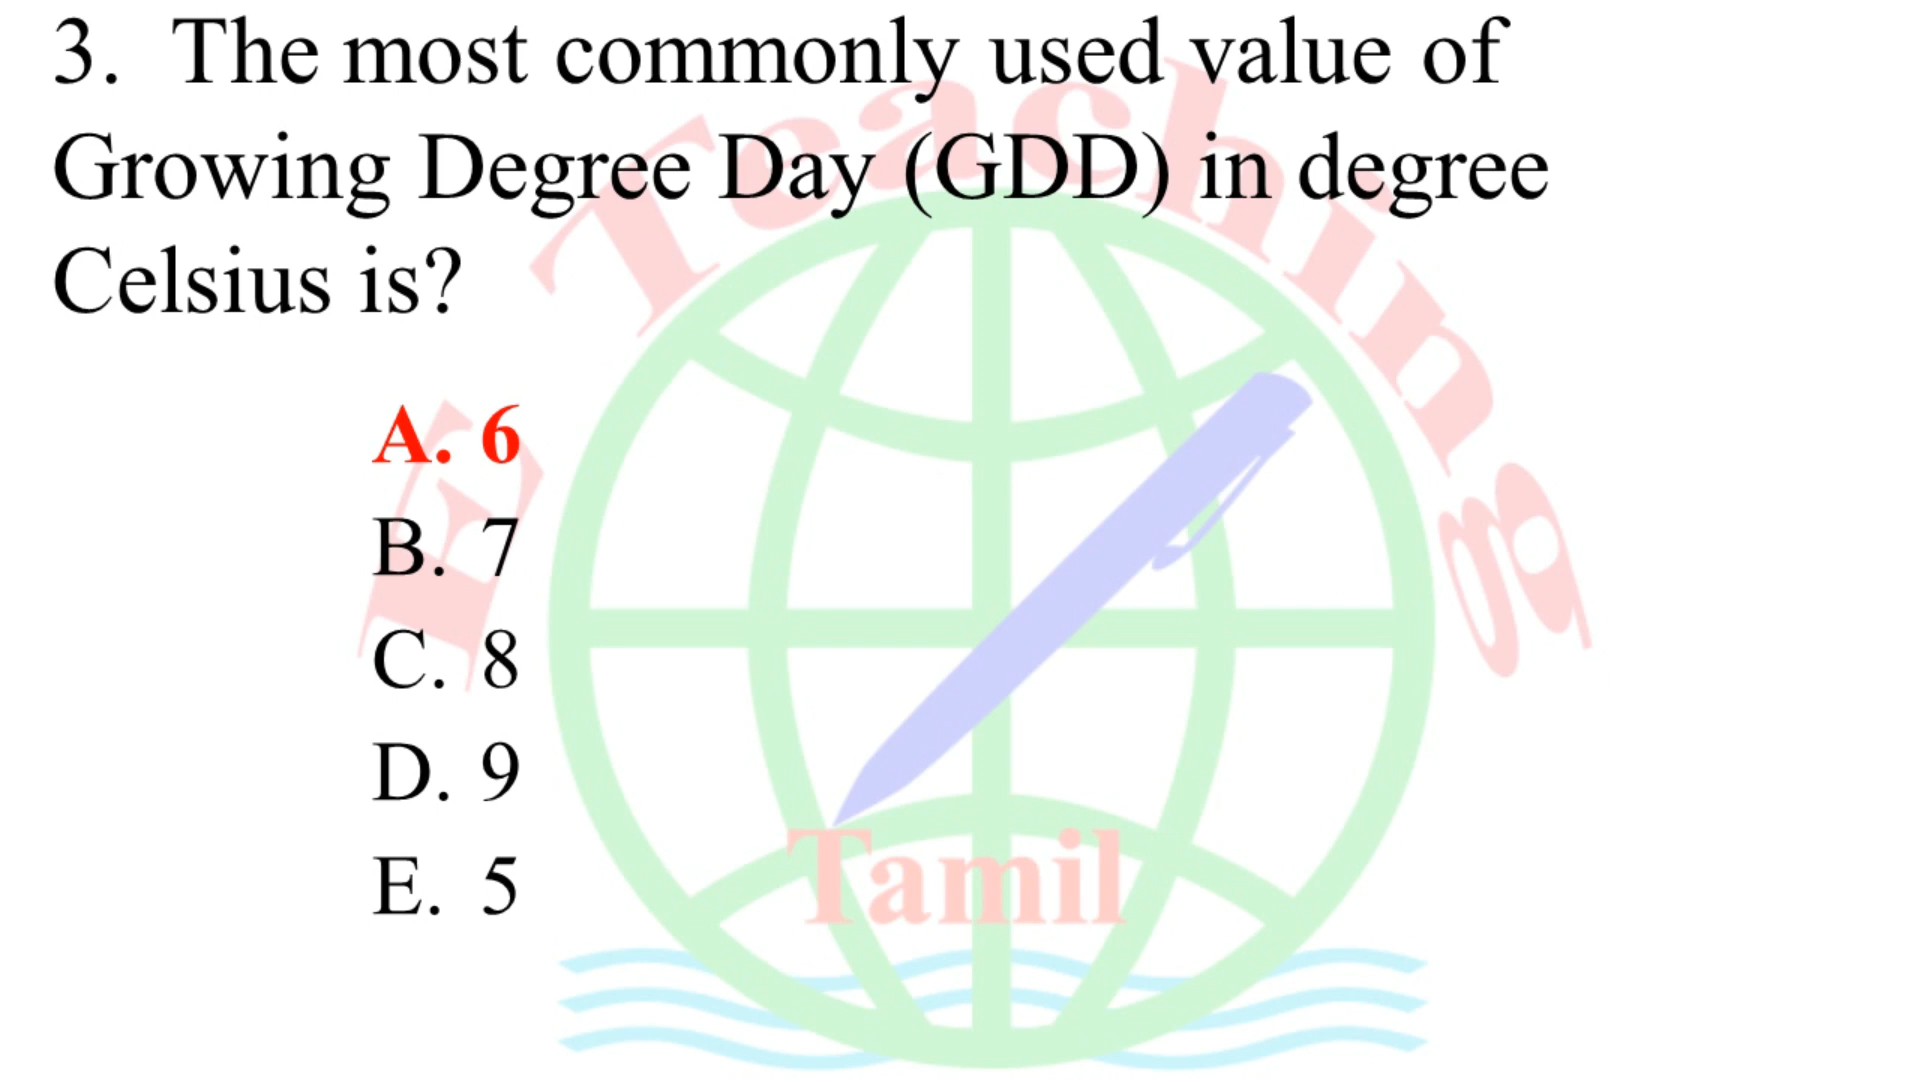 3. The most commonly used value of
Growing Degree Day (GDD) in degree
Celsius is?
A. 6
B. 7
C. 8
D. 9
E. 5
E Teaching
Tamil